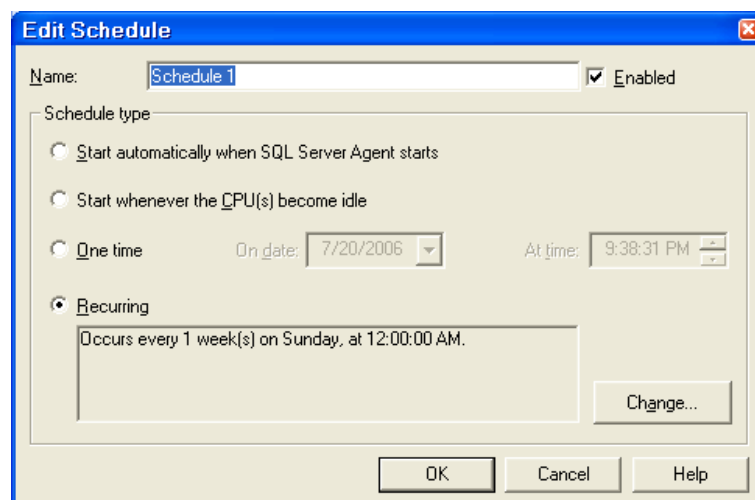 Edit Schedule
Name: Schedule 1 Enabled
Schedule type
Start automatically when SQL Server Agent starts
Start whenever the CPU(s) become idle
One time On date: 7/20/2006 At time: 9:38:31 PM
Recurring
Occurs every 1 week(s) on Sunday, at 12:00:00 AM.
Change...
OK Cancel Help